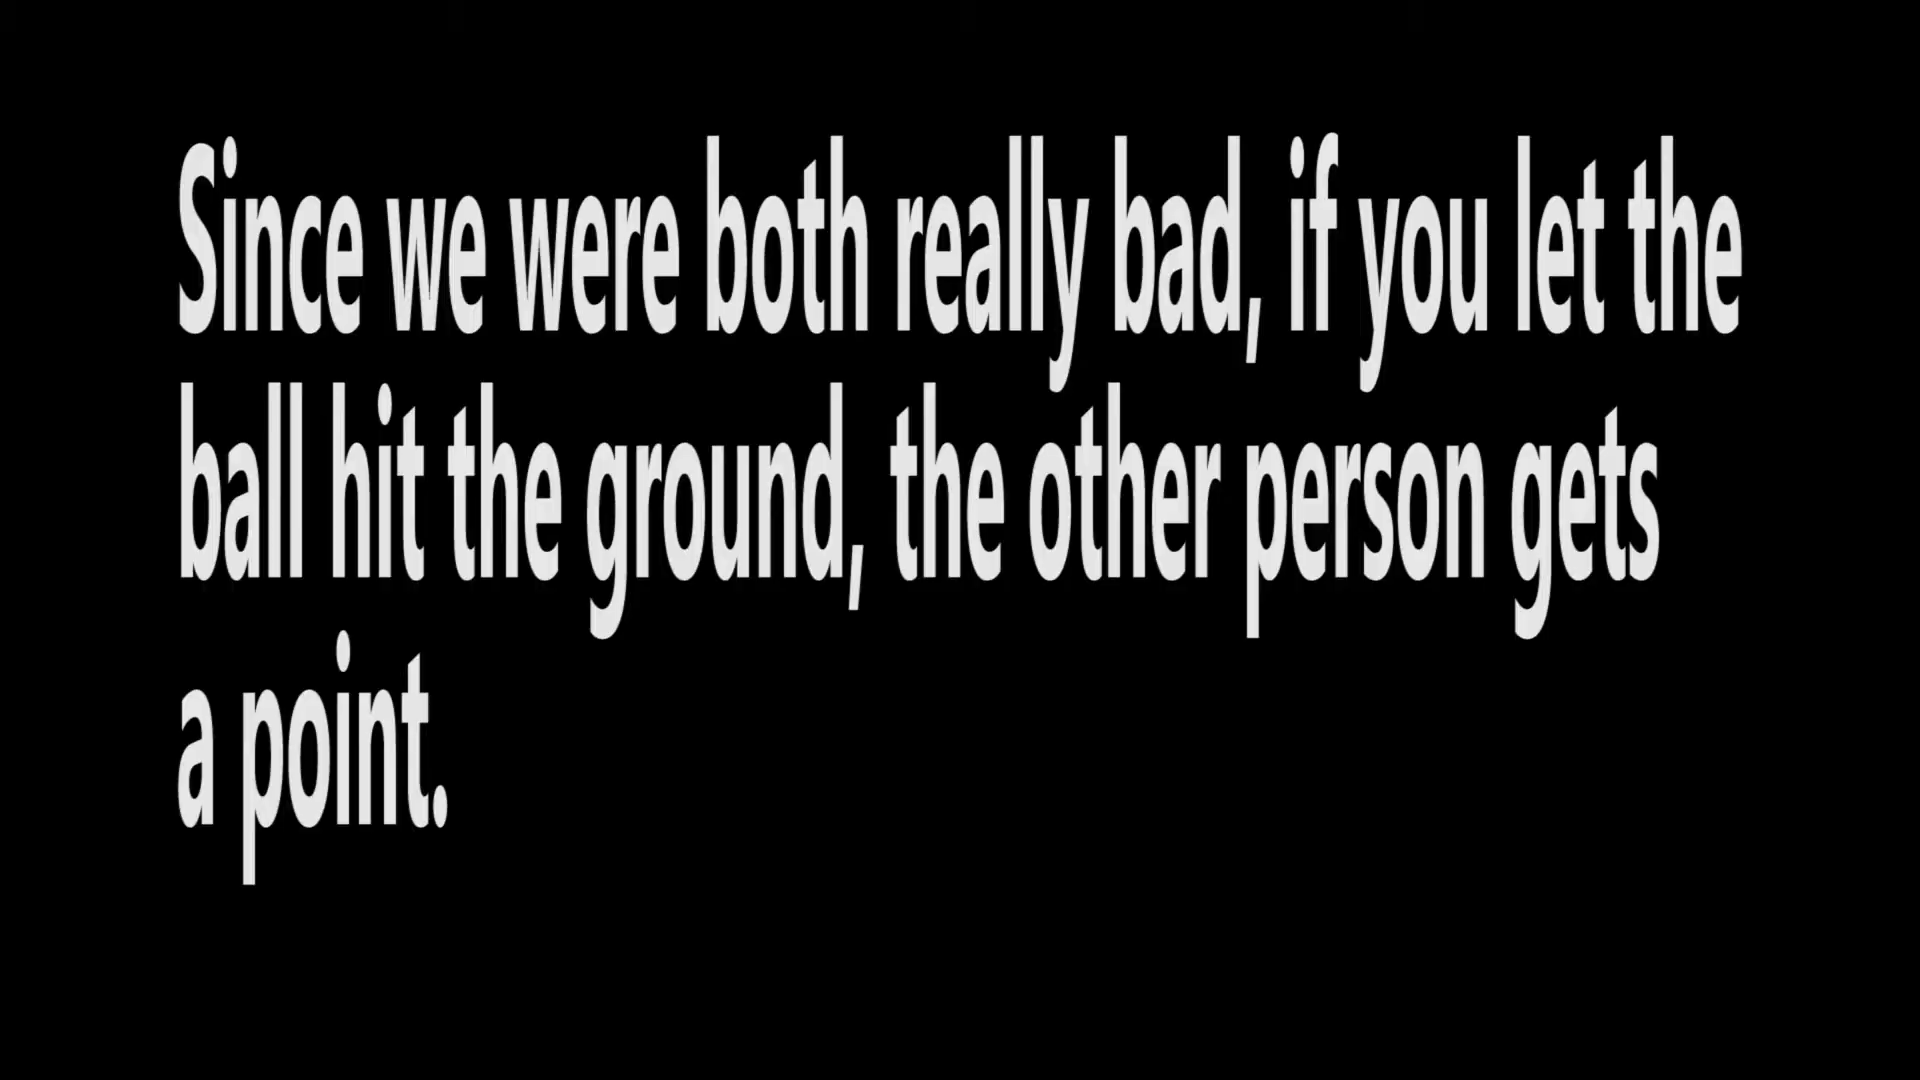 Since we were both really bad, if you let the
ball hit the ground, the other person gets
a point.